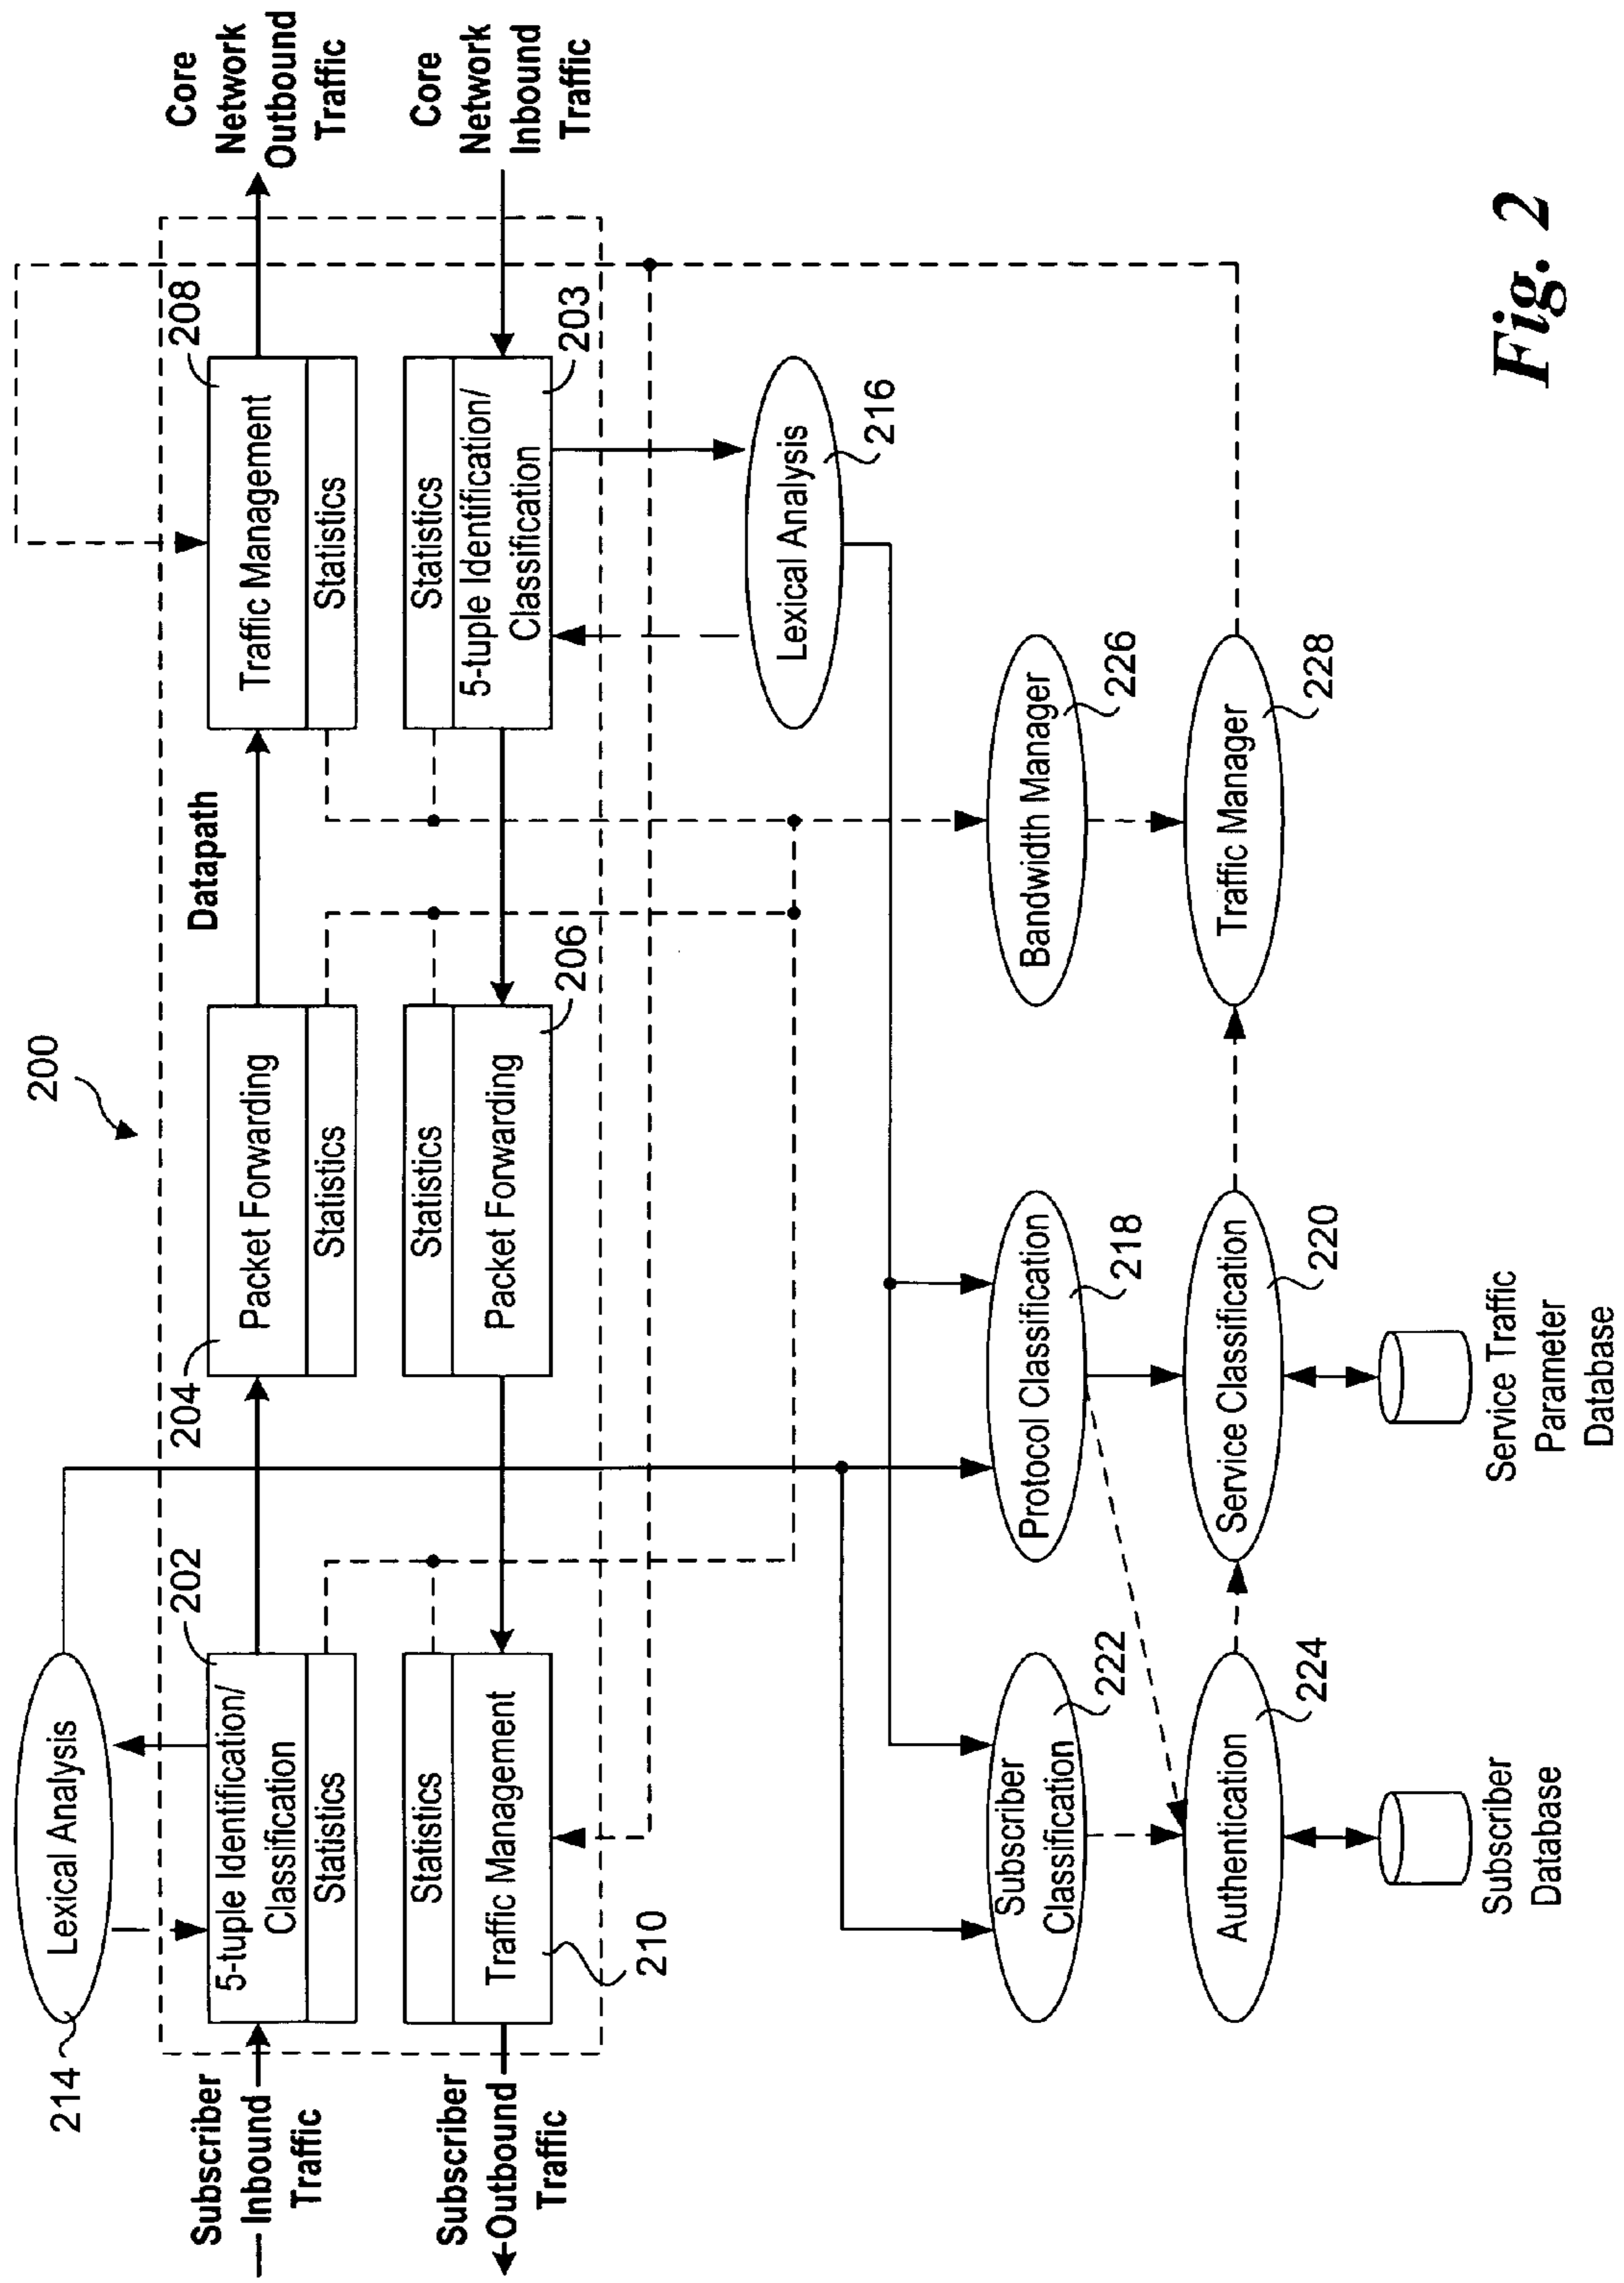 214
Lexical Analysis
200
Subscriber
Inbound
Traffic
202
5-tuple Identification/
Classification
Statistics
204
Packet Forwarding
Statistics
Datapath
208
Traffic Management
Statistics
Core
Network
Outbound
Traffic
Subscriber
Outbound
Traffic
Statistics
Traffic Management
210
Statistics
Packet Forwarding
206
Statistics
5-tuple Identification/
Classification
203
Core
Network
Inbound
Traffic
Lexical Analysis
216
Subscriber
Classification
222
Protocol Classification
218
Bandwidth Manager
226
Authentication
224
Service Classification
220
Traffic Manager
228
Subscriber
Database
Service Traffic
Parameter
Database
Fig. 2